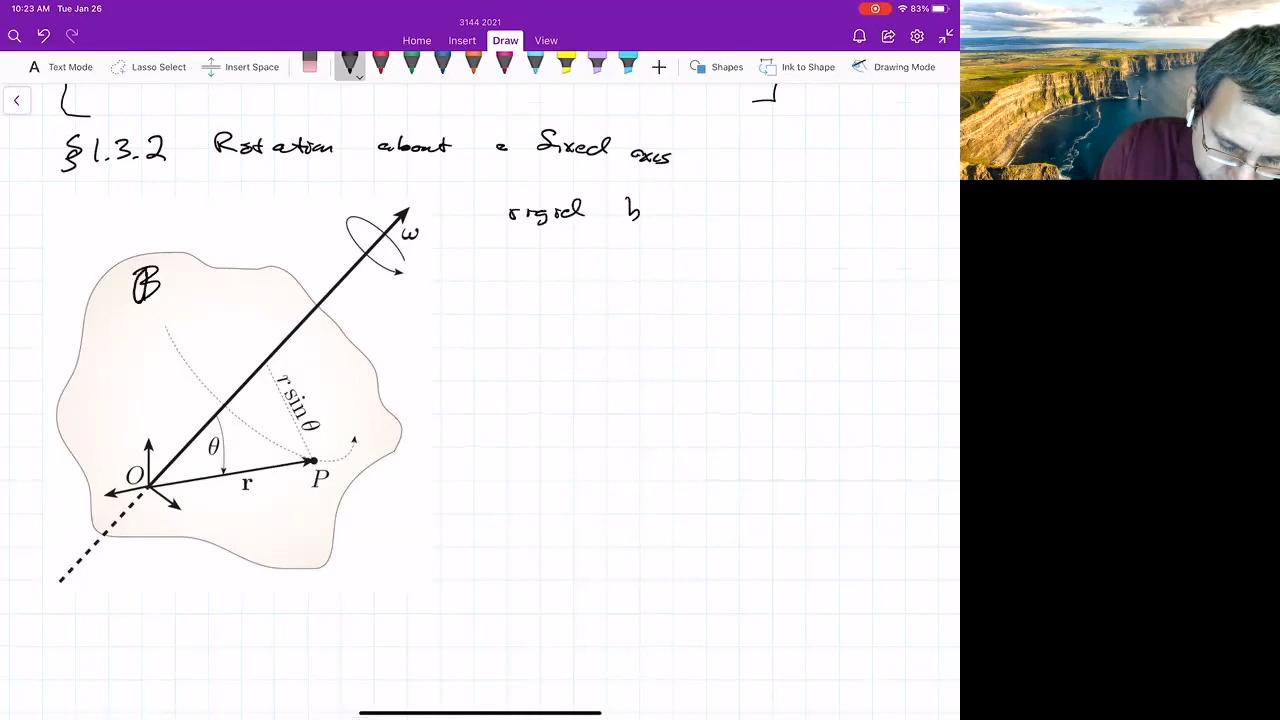 10:23 AM Tue Jan 26
83%
3144 2021
Home Insert Draw View
Text Mode Lasso Select Insert Space Shapes Ink to Shape Drawing Mode
§1.3.2 Rotation about a fixed axis
rigid b
ω
B
r sin θ
θ
O
r
P